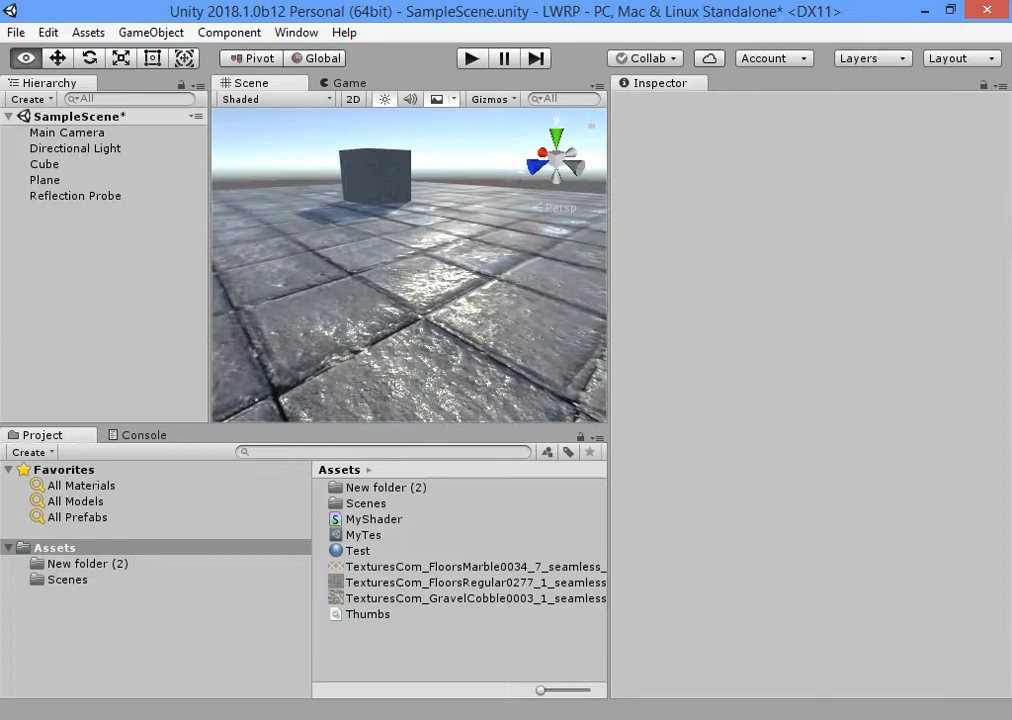 Unity 2018.1.0b12 Personal (64bit) - SampleScene.unity - LWRP - PC, Mac & Linux Standalone* <DX11>
File Edit Assets GameObject Component Window Help
Pivot Global Collab Account Layers Layout
Hierarchy Scene Game Inspector
Create All Shaded 2D Gizmos All
SampleScene*
Main Camera
Directional Light
Cube
Plane
Reflection Probe
y
Persp
Project Console
Create
Favorites
All Materials
All Models
All Prefabs
Assets
New folder (2)
Scenes
Assets
New folder (2)
Scenes
MyShader
MyTes
Test
TexturesCom_FloorsMarble0034_7_seamless_
TexturesCom_FloorsRegular0277_1_seamless
TexturesCom_GravelCobble0003_1_seamless
Thumbs